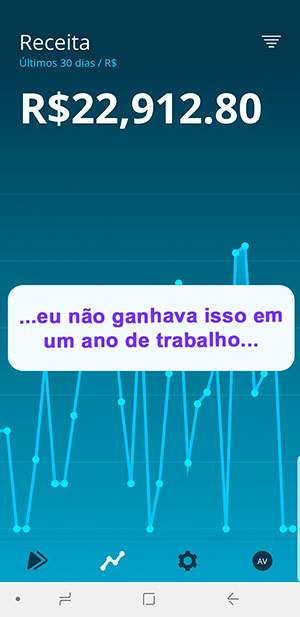 Receita
Últimos 30 dias / R$
R$22,912.80
...eu não ganhava isso em
um ano de trabalho...
AV